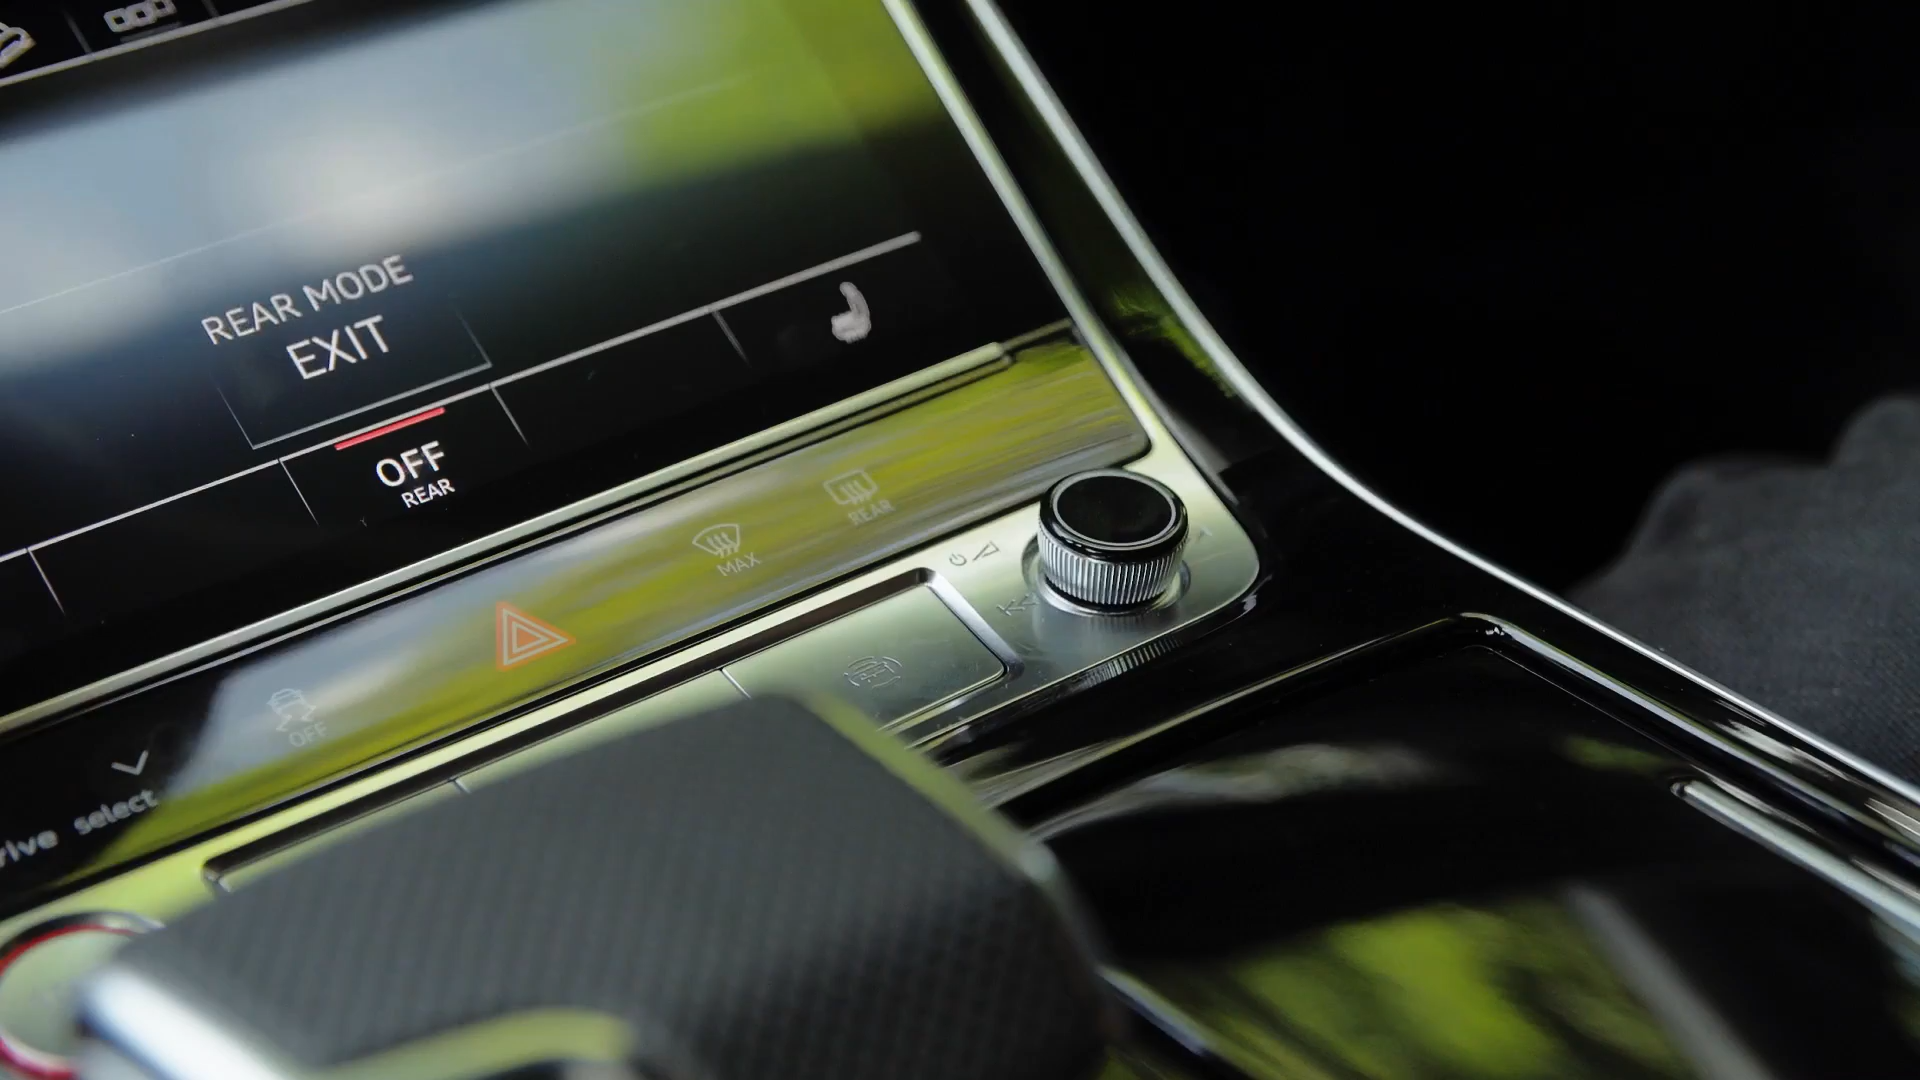 REAR MODE
EXIT
OFF
REAR
REAR
MAX
OFF
select